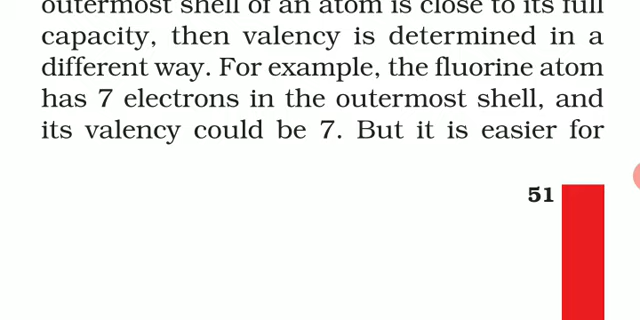 outermost shell of an atom is close to its full
capacity, then valency is determined in a
different way. For example, the fluorine atom
has 7 electrons in the outermost shell, and
its valency could be 7. But it is easier for
51